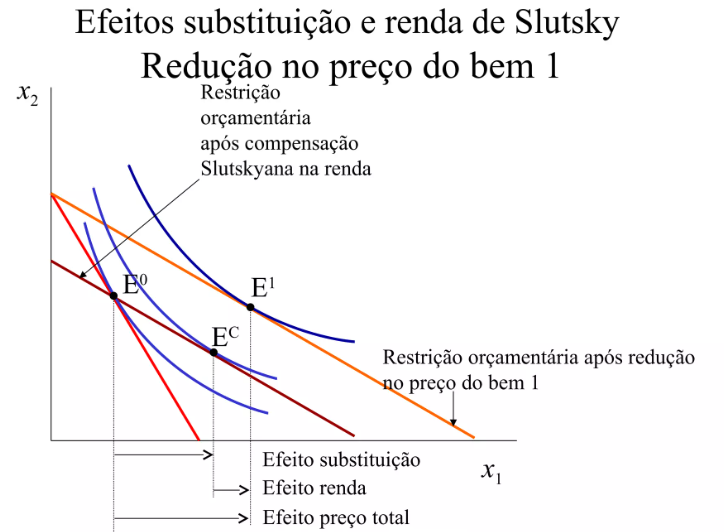 Efeitos substituição e renda de Slutsky
Redução no preço do bem 1
x₂
Restrição
orçamentária
após compensação
Slutskyana na renda
E⁰
E¹
Eᶜ
Restrição orçamentária após redução
no preço do bem 1
Efeito substituição
x₁
Efeito renda
Efeito preço total